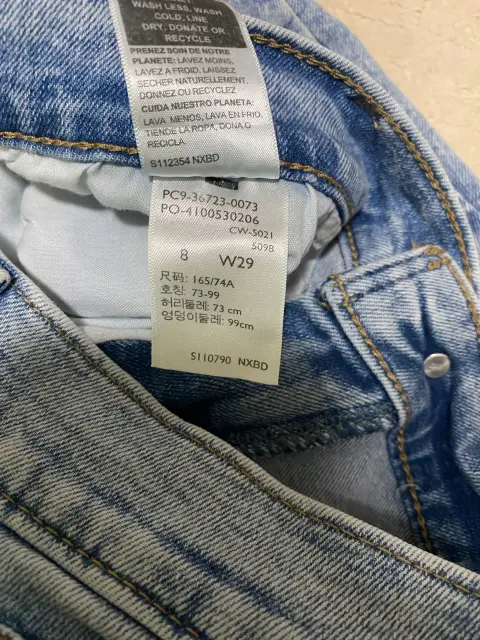 WASH LESS, WASH
COLD, LINE
DRY, DONATE OR
RECYCLE
PRENEZ SOIN DE NOTRE
PLANETE: LAVEZ MOINS,
LAVEZ A FROID, LAISSEZ
SECHER NATURELLEMENT,
DONNEZ OU RECYCLEZ
CUIDA NUESTRO PLANETA:
LAVA MENOS, LAVA EN FRIO,
TIENDE LA ROPA, DONA O
RECICLA
S112354 NXBD
PC9-36723-0073
PO-4100530206
CW-5021
5098
8 W29
尺码: 165/74A
호칭: 73-99
허리둘레: 73 cm
엉덩이둘레: 99cm
S110790 NXBD